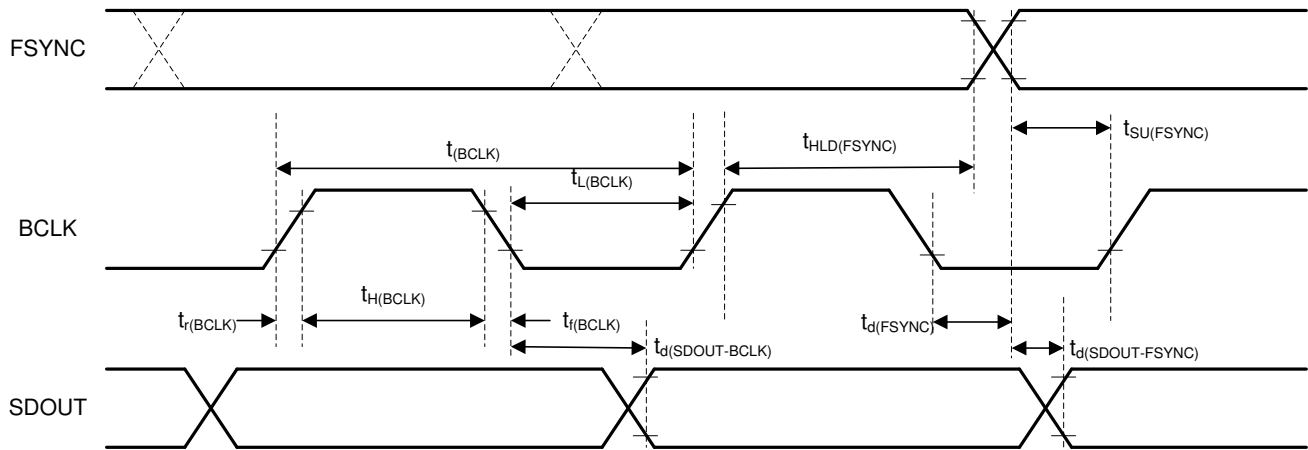 FSYNC
tSU(FSYNC)
tHLD(FSYNC)
t(BCLK)
tL(BCLK)
BCLK
tH(BCLK)
tr(BCLK)
tf(BCLK)
td(FSYNC)
td(SDOUT-BCLK)
td(SDOUT-FSYNC)
SDOUT